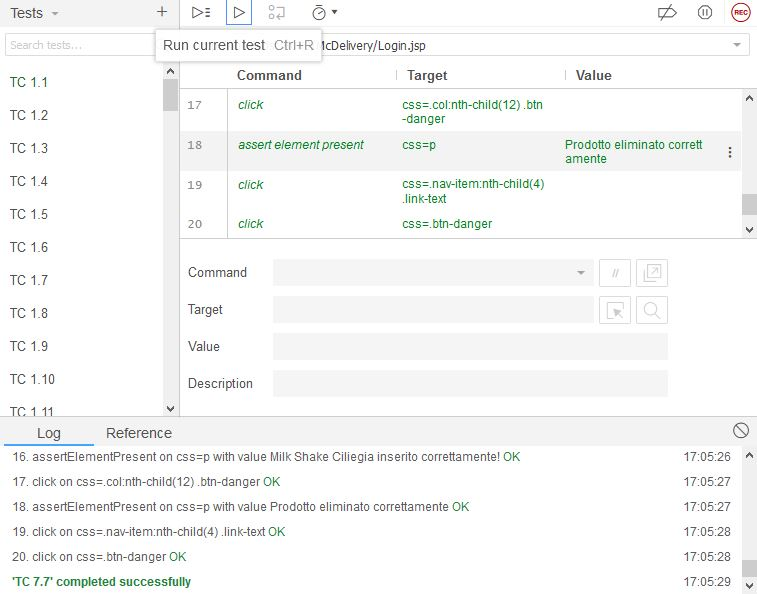 Tests
Run current test Ctrl+R
Search tests...
cDelivery/Login.jsp
REC
Command Target Value
TC 1.1
TC 1.2
TC 1.3
TC 1.4
TC 1.5
TC 1.6
TC 1.7
TC 1.8
TC 1.9
TC 1.10
TC 1.11
17 click css=.col:nth-child(12) .btn
-danger
18 assert element present css=p Prodotto eliminato corrett
amente
19 click css=.nav-item:nth-child(4)
.link-text
20 click css=.btn-danger
Command //
Target
Value
Description
Log Reference
16. assertElementPresent on css=p with value Milk Shake Ciliegia inserito correttamente! OK 17:05:26
17. click on css=.col:nth-child(12) .btn-danger OK 17:05:27
18. assertElementPresent on css=p with value Prodotto eliminato correttamente OK 17:05:27
19. click on css=.nav-item:nth-child(4) .link-text OK 17:05:28
20. click on css=.btn-danger OK 17:05:28
'TC 7.7' completed successfully 17:05:29